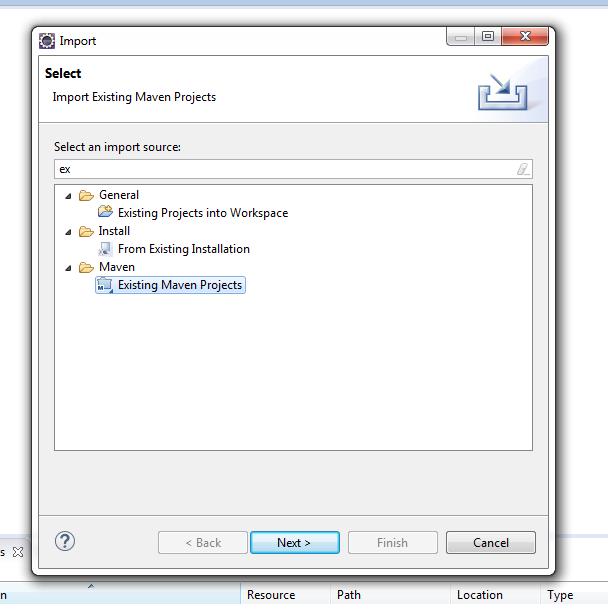 Import
Select
Import Existing Maven Projects
Select an import source:
ex
General
Existing Projects into Workspace
Install
From Existing Installation
Maven
Existing Maven Projects
< Back
Next >
Finish
Cancel
s
n
Resource
Path
Location
Type